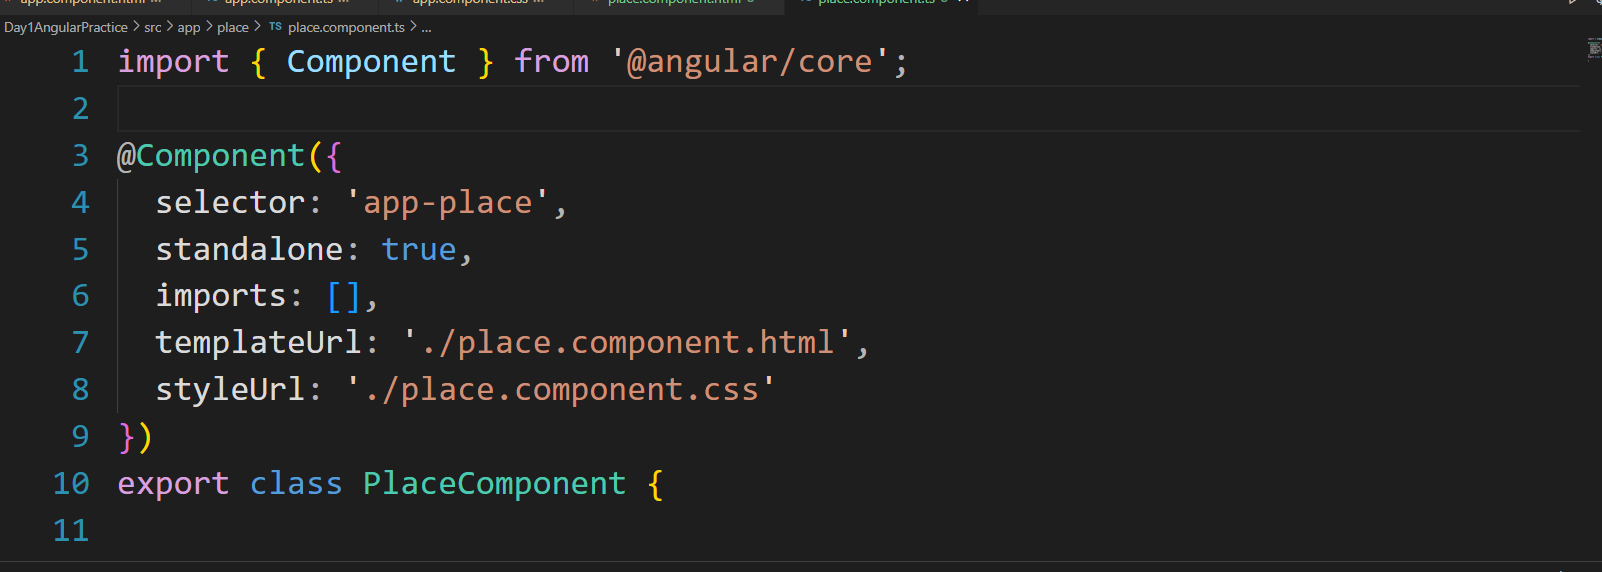 app.component.html
app.component.ts
app.component.css
place.component.html
place.component.ts
Day1AngularPractice > src > app > place > TS place.component.ts > ...
1 import { Component } from '@angular/core';
2
3 @Component({
4 selector: 'app-place',
5 standalone: true,
6 imports: [],
7 templateUrl: './place.component.html',
8 styleUrl: './place.component.css'
9 })
10 export class PlaceComponent {
11